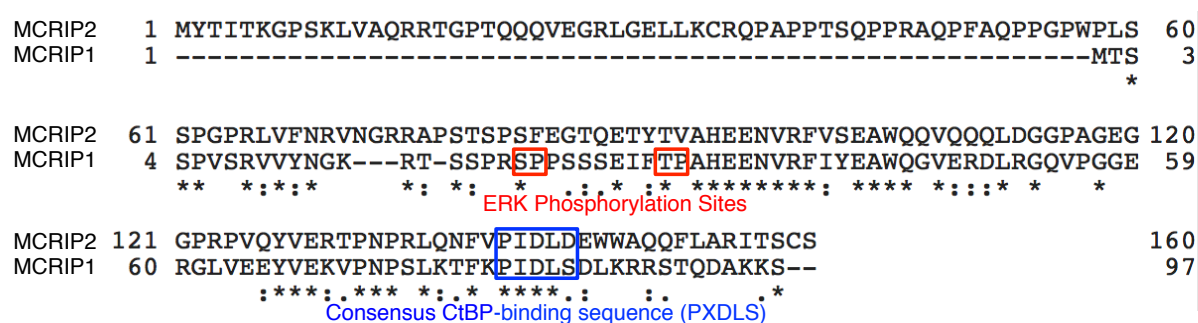 MCRIP2 1 MYTITKGPSKLVAQRRTGPTQQQVEGRLGELLKCRQPAPPTSQPPRAQPFAQPPGPWPLS 60
MCRIP1 1 ---------------------------------------------------------MTS 3
*
MCRIP2 61 SPGPRLVFNRVNGRRAPSTSPSFEGTQETYTVAHEENVRFVSEAWQQVQQQLDGGPAGEG 120
MCRIP1 4 SPVSRVVYNGK---RT-SSPRSPPSSSEIFTPAHEENVRFIYEAWQGVERDLRGQVPGGE 59
** *:*:* *: *: * .:.* :* ********: **** *:::* * *
ERK Phosphorylation Sites
MCRIP2 121 GPRPVQYVERTPNPRLQNFVPIDLDEWWAQQFLARITSCS 160
MCRIP1 60 RGLVEEYVEKVPNPSLKTFKPIDLSDLKRRSTQDAKKS-- 97
:***:.*** *:.* ****.: :. .*
Consensus CtBP-binding sequence (PXDLS)